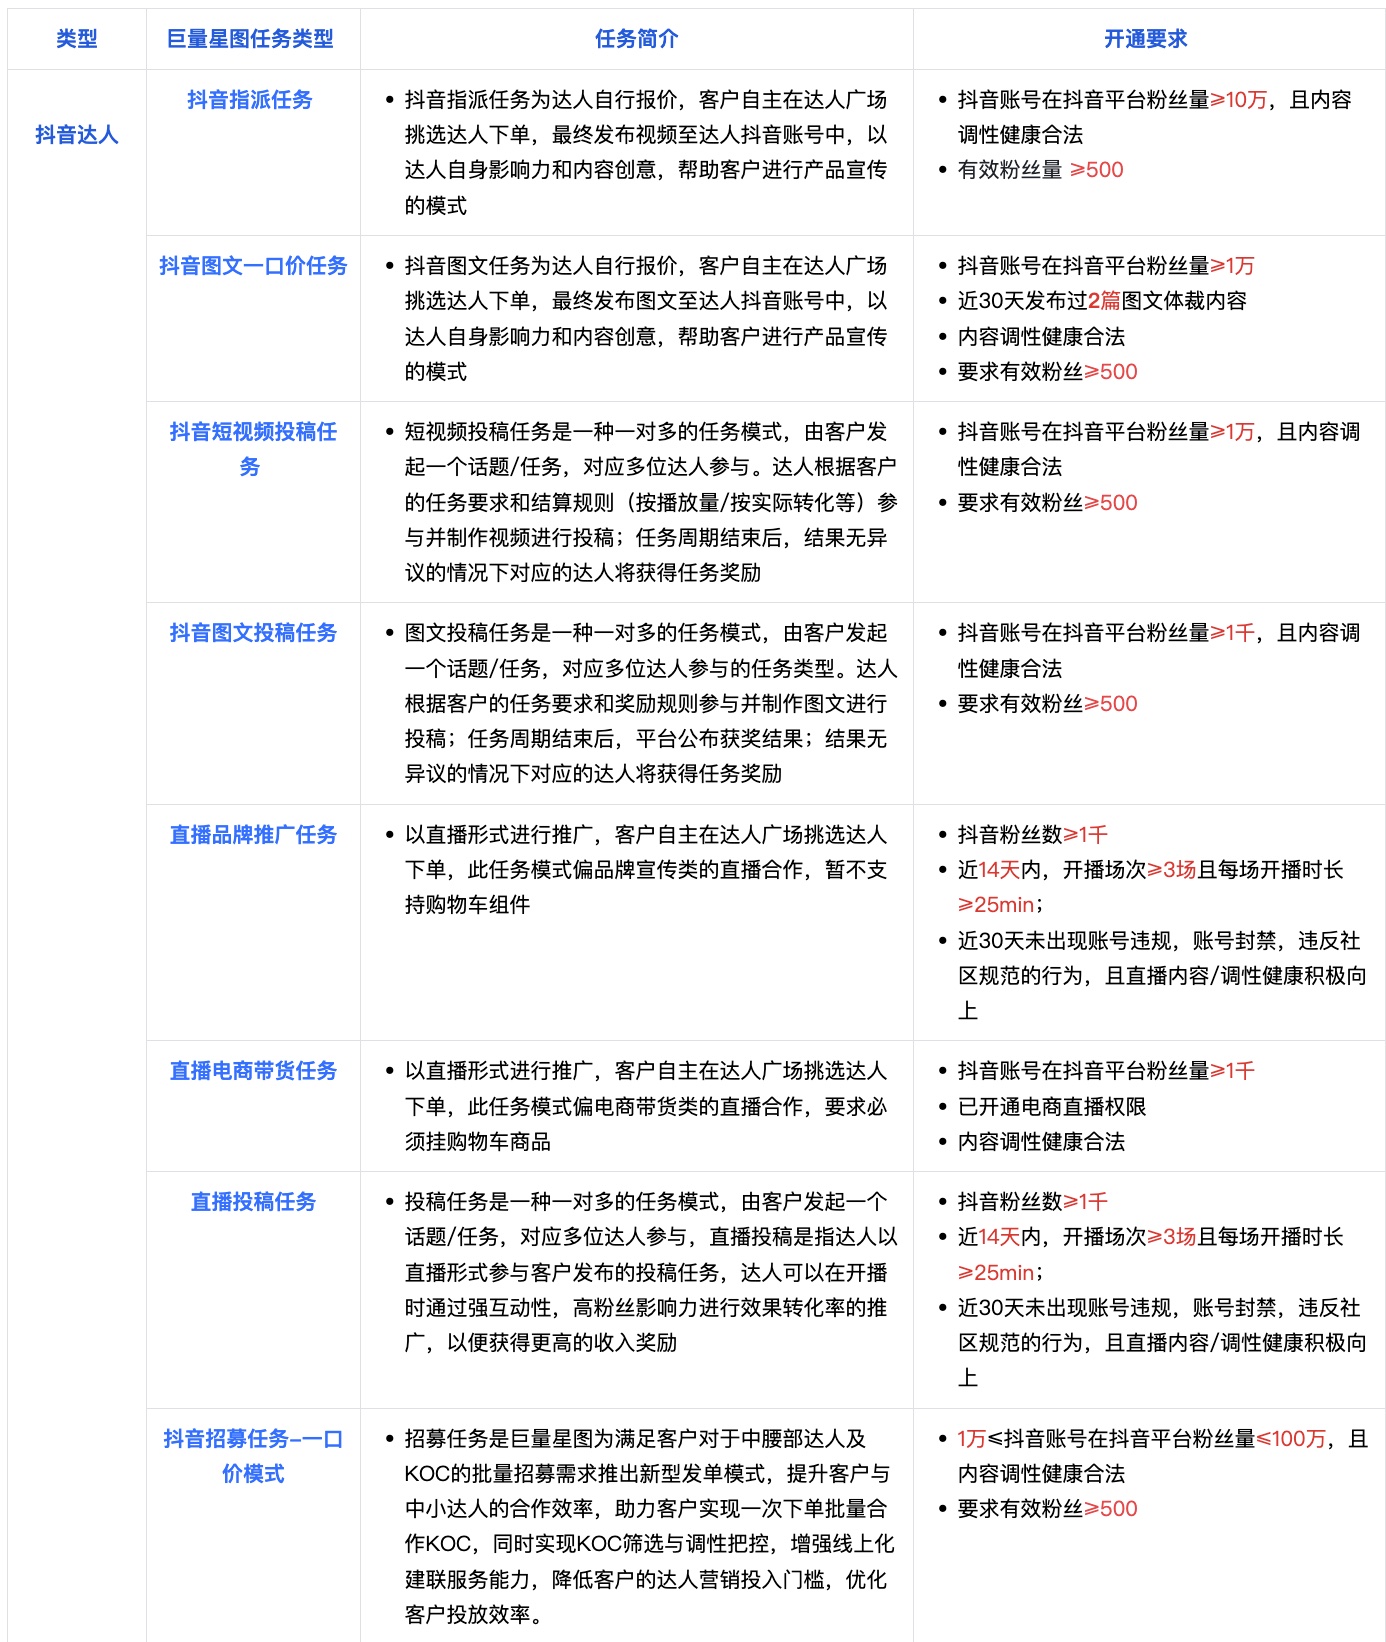 类型
巨量星图任务类型
任务简介
开通要求
抖音达人
抖音指派任务
• 抖音指派任务为达人自行报价，客户自主在达人广场
挑选达人下单，最终发布视频至达人抖音账号中，以
达人自身影响力和内容创意，帮助客户进行产品宣传
的模式
• 抖音账号在抖音平台粉丝量≥10万，且内容
调性健康合法
• 有效粉丝量 ≥500
抖音图文一口价任务
• 抖音图文任务为达人自行报价，客户自主在达人广场
挑选达人下单，最终发布图文至达人抖音账号中，以
达人自身影响力和内容创意，帮助客户进行产品宣传
的模式
• 抖音账号在抖音平台粉丝量≥1万
• 近30天发布过2篇图文体裁内容
• 内容调性健康合法
• 要求有效粉丝≥500
抖音短视频投稿任
务
• 短视频投稿任务是一种一对多的任务模式，由客户发
起一个话题/任务，对应多位达人参与。达人根据客户
的任务要求和结算规则（按播放量/按实际转化等）参
与并制作视频进行投稿；任务周期结束后，结果无异
议的情况下对应的达人将获得任务奖励
• 抖音账号在抖音平台粉丝量≥1万，且内容调
性健康合法
• 要求有效粉丝≥500
抖音图文投稿任务
• 图文投稿任务是一种一对多的任务模式，由客户发起
一个话题/任务，对应多位达人参与的任务类型。达人
根据客户的任务要求和奖励规则参与并制作图文进行
投稿；任务周期结束后，平台公布获奖结果；结果无
异议的情况下对应的达人将获得任务奖励
• 抖音账号在抖音平台粉丝量≥1千，且内容调
性健康合法
• 要求有效粉丝≥500
直播品牌推广任务
• 以直播形式进行推广，客户自主在达人广场挑选达人
下单，此任务模式偏品牌宣传类的直播合作，暂不支
持购物车组件
• 抖音粉丝数≥1千
• 近14天内，开播场次≥3场且每场开播时长
≥25min；
• 近30天未出现账号违规，账号封禁，违反社
区规范的行为，且直播内容/调性健康积极向
上
直播电商带货任务
• 以直播形式进行推广，客户自主在达人广场挑选达人
下单，此任务模式偏电商带货类的直播合作，要求必
须挂购物车商品
• 抖音账号在抖音平台粉丝量≥1千
• 已开通电商直播权限
• 内容调性健康合法
直播投稿任务
• 投稿任务是一种一对多的任务模式，由客户发起一个
话题/任务，对应多位达人参与，直播投稿是指达人以
直播形式参与客户发布的投稿任务，达人可以在开播
时通过强互动性，高粉丝影响力进行效果转化率的推
广，以便获得更高的收入奖励
• 抖音粉丝数≥1千
• 近14天内，开播场次≥3场且每场开播时长
≥25min；
• 近30天未出现账号违规，账号封禁，违反社
区规范的行为，且直播内容/调性健康积极向
上
抖音招募任务–一口
价模式
• 招募任务是巨量星图为满足客户对于中腰部达人及
KOC的批量招募需求推出新型发单模式，提升客户与
中小达人的合作效率，助力客户实现一次下单批量合
作KOC，同时实现KOC筛选与调性把控，增强线上化
建联服务能力，降低客户的达人营销投入门槛，优化
客户投放效率。
• 1万≤抖音账号在抖音平台粉丝量≤100万，且
内容调性健康合法
• 要求有效粉丝≥500